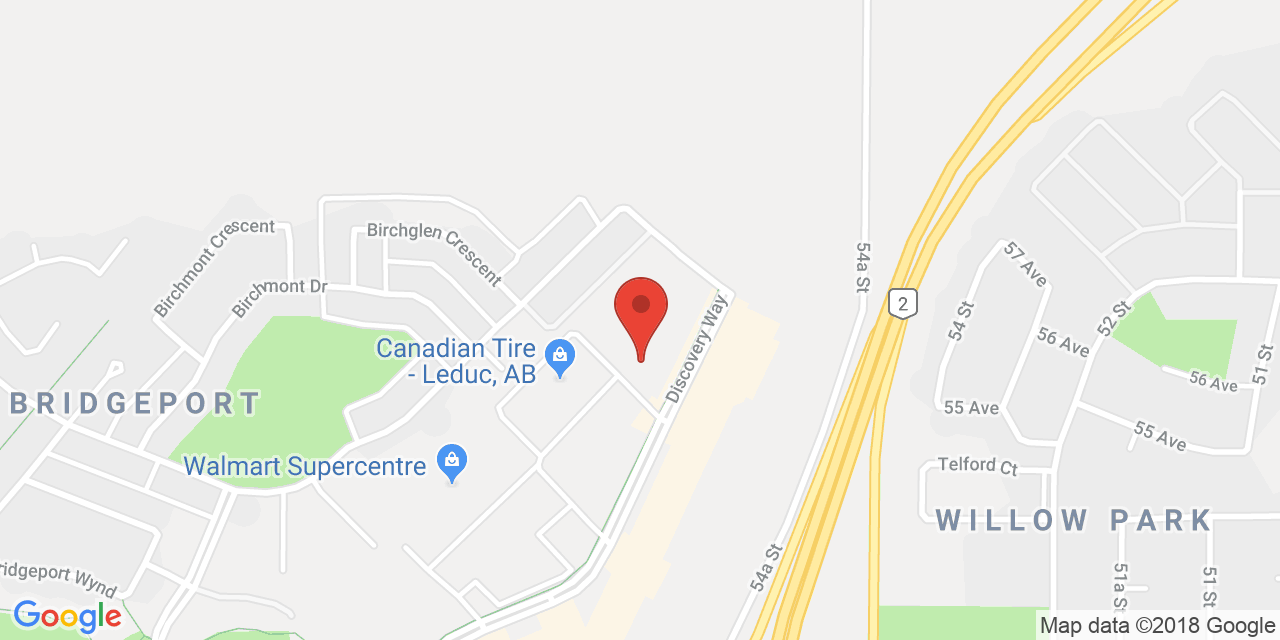 Birchmont Crescent
Birchglen Crescent
Birchmont Dr
54a St
2
57 Ave
Discovery Way
54 St
52 St
56 Ave
Canadian Tire
- Leduc, AB
51 St
56 Ave
BRIDGEPORT
55 Ave
55 Ave
Walmart Supercentre
Telford Ct
WILLOW PARK
54a St
ridgeport Wynd
51a St
51 St
Google
Map data ©2018 Google